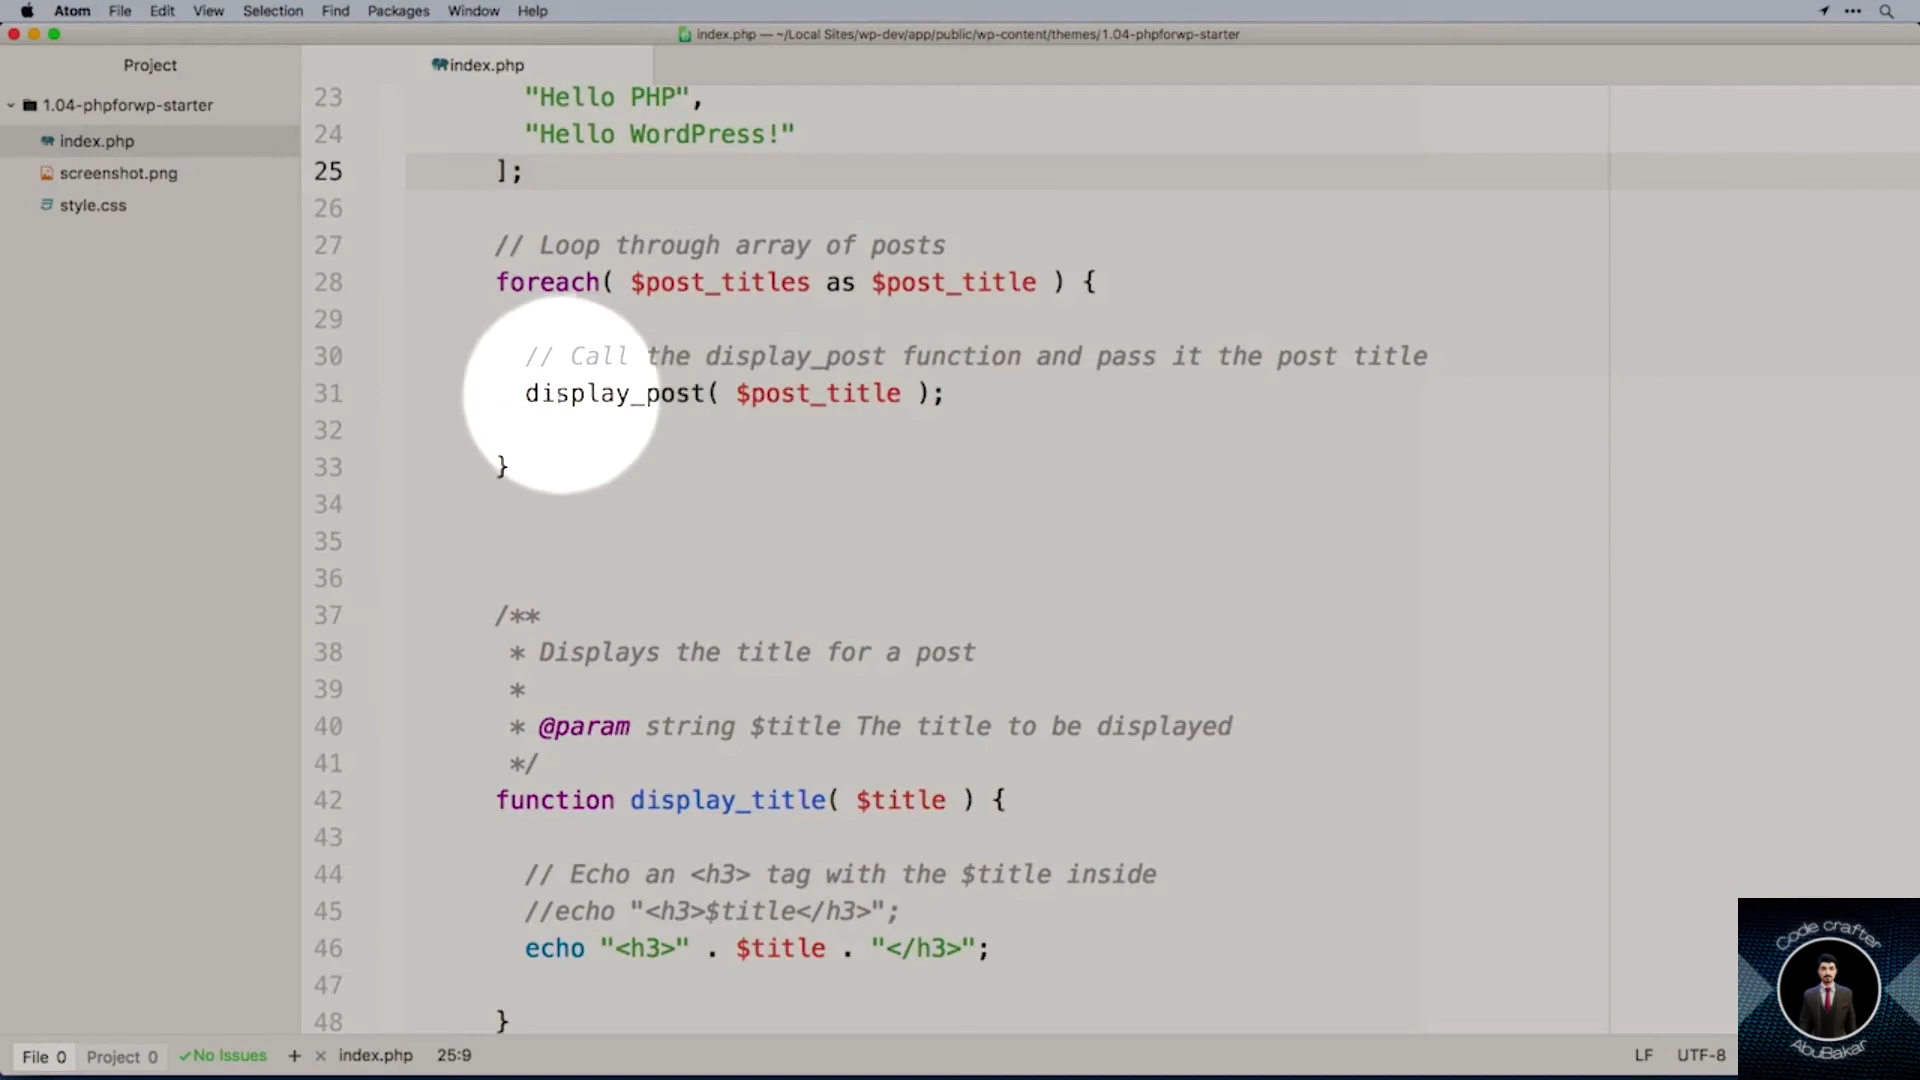 Atom File Edit View Selection Find Packages Window Help
index.php — ~/Local Sites/wp-dev/app/public/wp-content/themes/1.04-phpforwp-starter
Project
index.php
1.04-phpforwp-starter
index.php
screenshot.png
style.css
23 "Hello PHP",
24 "Hello WordPress!"
25 ];
26
27 // Loop through array of posts
28 foreach( $post_titles as $post_title ) {
29
30 // Call the display_post function and pass it the post title
31 display_post( $post_title );
32
33 }
34
35
36
37 /**
38 * Displays the title for a post
39 *
40 * @param string $title The title to be displayed
41 */
42 function display_title( $title ) {
43
44 // Echo an <h3> tag with the $title inside
45 //echo "<h3>$title</h3>";
46 echo "<h3>" . $title . "</h3>";
47
48 }
File 0 Project 0 ✓No Issues + × index.php 25:9 LF UTF-8
Code crafter
AbuBakar